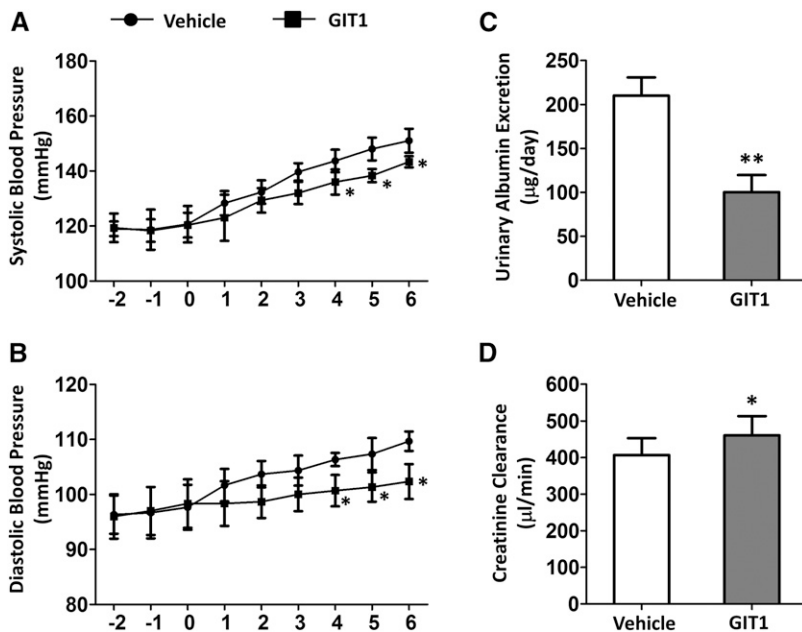 A
Vehicle
GIT1
Systolic Blood Pressure
(mmHg)
160
140
120
100
* * *
-2 -1 0 1 2 3 4 5 6
B
Diastolic Blood Pressure
(mmHg)
120
110
100
90
80
* * *
-2 -1 0 1 2 3 4 5 6
C
Urinary Albumin Excretion
(μg/day)
250
200
150
100
50
0
**
Vehicle GIT1
D
Creatinine Clearance
(μl/min)
600
500
400
300
200
100
0
*
Vehicle GIT1